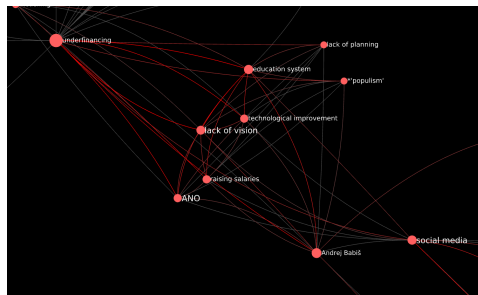 underfinancing
lack of planning
education system
"'populism'
technological improvement
lack of vision
raising salaries
ANO
social media
Andrej Babiš